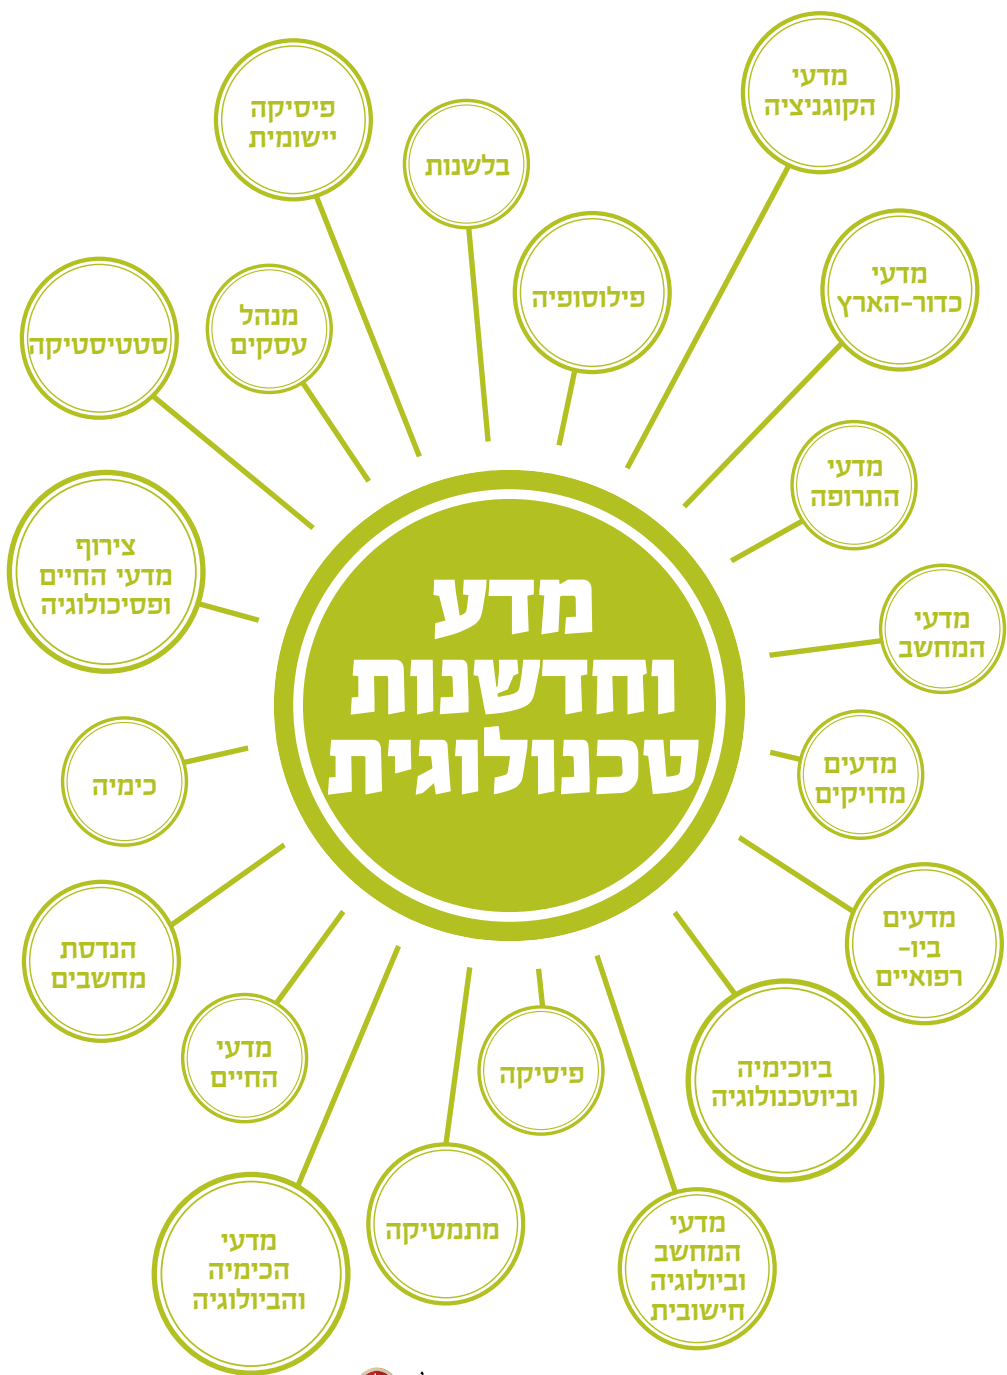 מדעי
הקוגניציה
פיסיקה
יישומית
בלשנות
פילוסופיה
מדעי
כדור-הארץ
מנהל
עסקים
סטטיסטיקה
מדעי
התרופה
צירוף
מדעי החיים
ופסיכולוגיה
מדע
וחדשנות
טכנולוגית
מדעי
המחשב
כימיה
מדעים
מדויקים
הנדסת
מחשבים
מדעים
ביו-
רפואיים
מדעי
החיים
פיסיקה
ביוכימיה
וביוטכנולוגיה
מתמטיקה
מדעי
הכימיה
והביולוגיה
מדעי
המחשב
וביולוגיה
חישובית